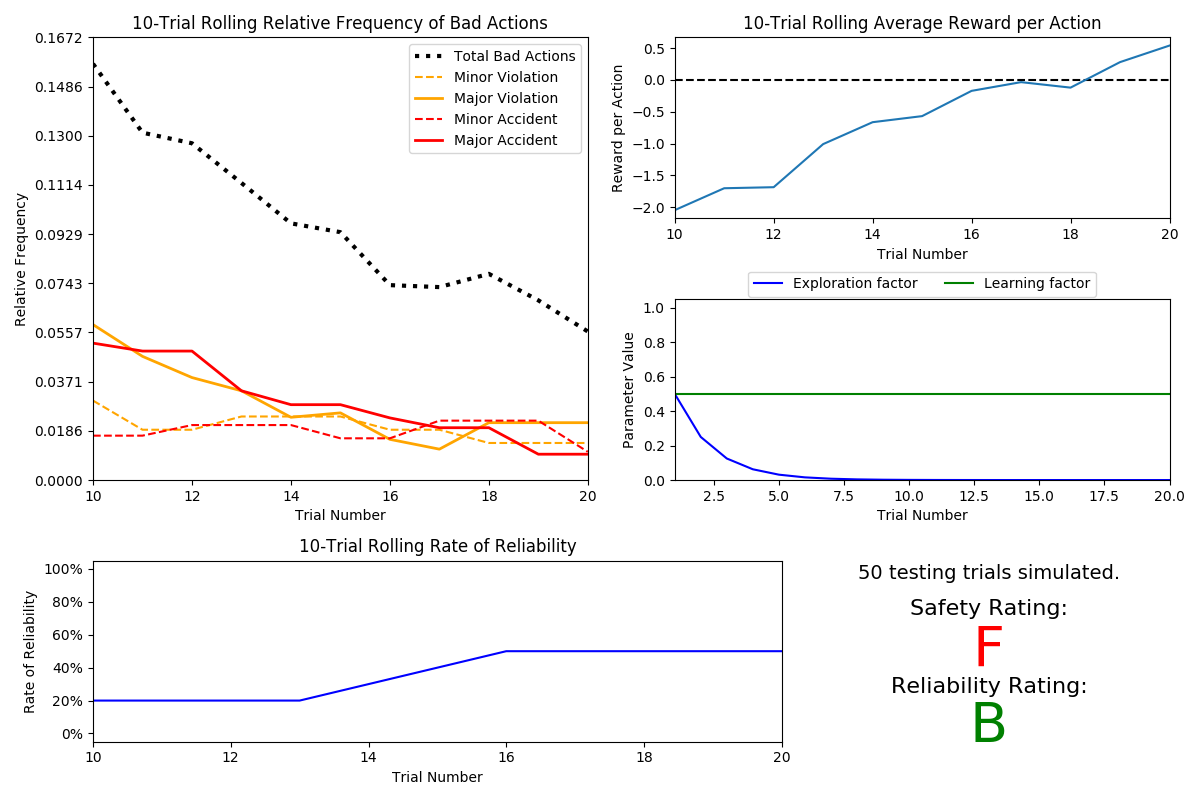 10-Trial Rolling Relative Frequency of Bad Actions
0.1672
0.1486
0.1300
0.1114
0.0929
0.0743
0.0557
0.0371
0.0186
0.0000
Relative Frequency
Total Bad Actions
Minor Violation
Major Violation
Minor Accident
Major Accident
10 12 14 16 18 20
Trial Number
10-Trial Rolling Average Reward per Action
0.5
0.0
−0.5
−1.0
−1.5
−2.0
Reward per Action
10 12 14 16 18 20
Trial Number
Exploration factor Learning factor
1.0
0.8
0.6
0.4
0.2
0.0
Parameter Value
2.5 5.0 7.5 10.0 12.5 15.0 17.5 20.0
Trial Number
10-Trial Rolling Rate of Reliability
100%
80%
60%
40%
20%
0%
Rate of Reliability
10 12 14 16 18 20
Trial Number
50 testing trials simulated.
Safety Rating:
F
Reliability Rating:
B